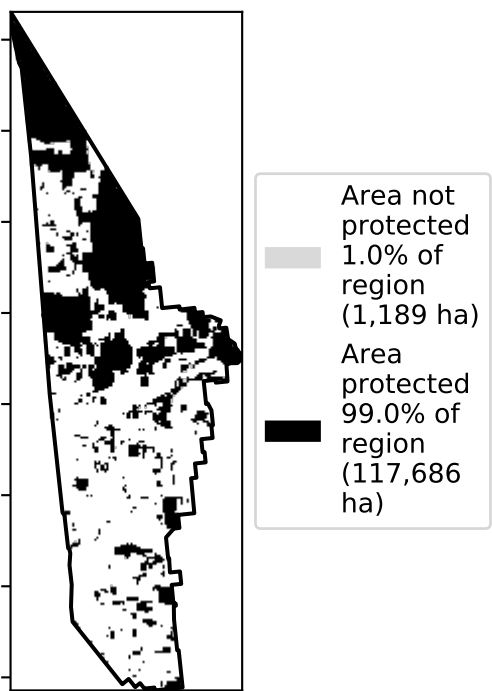 Area not
protected
1.0% of
region
(1,189 ha)
Area
protected
99.0% of
region
(117,686
ha)